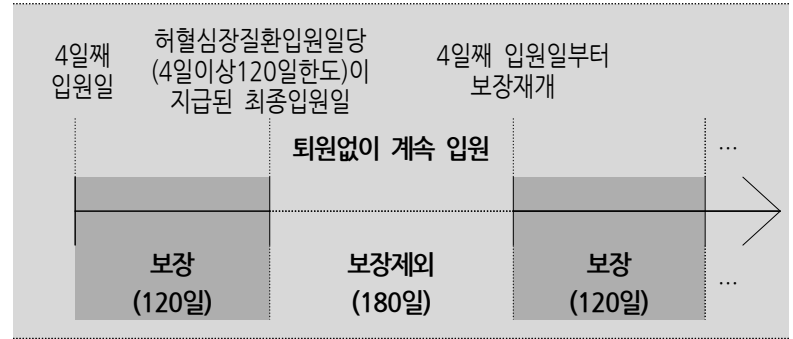 4일째
입원일
허혈심장질환입원일당
(4일이상120일한도)이
지급된 최종입원일
4일째 입원일부터
보장재개
퇴원없이 계속 입원
…
보장
(120일)
보장제외
(180일)
보장
(120일)
…